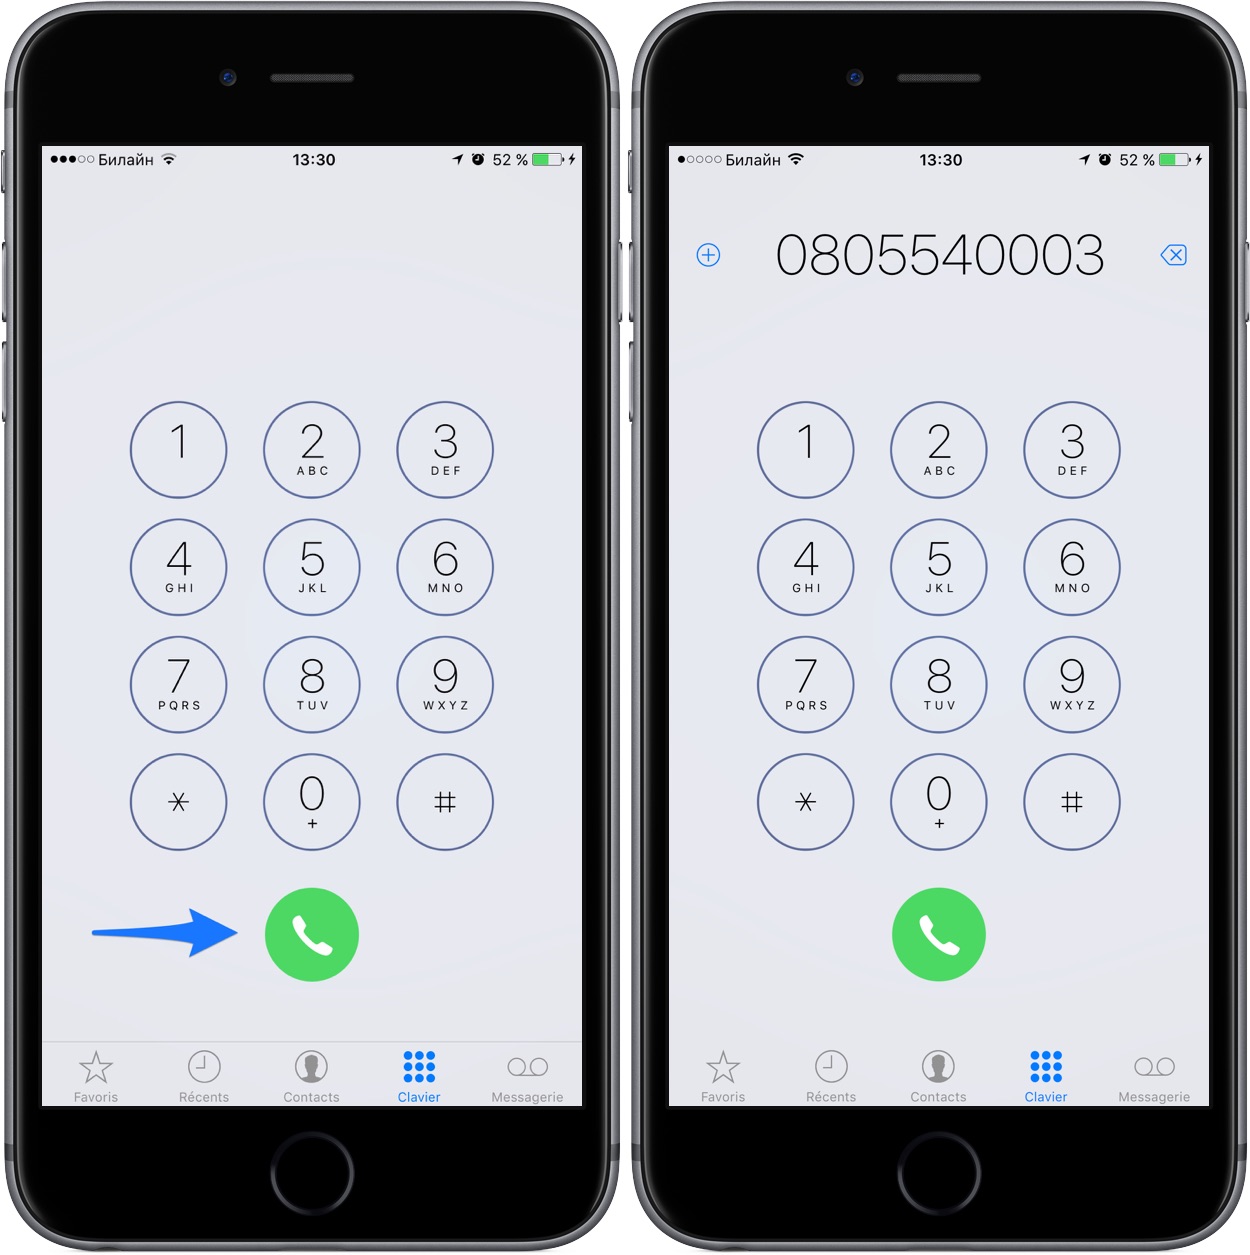 Билайн 13:30 52 %
1 2 3
ABC DEF
4 5 6
GHI JKL MNO
7 8 9
PQRS TUV WXYZ
* 0 #
+
Favoris Récents Contacts Clavier Messagerie
Билайн 13:30 52 %
0805540003
1 2 3
ABC DEF
4 5 6
GHI JKL MNO
7 8 9
PQRS TUV WXYZ
* 0 #
+
Favoris Récents Contacts Clavier Messagerie